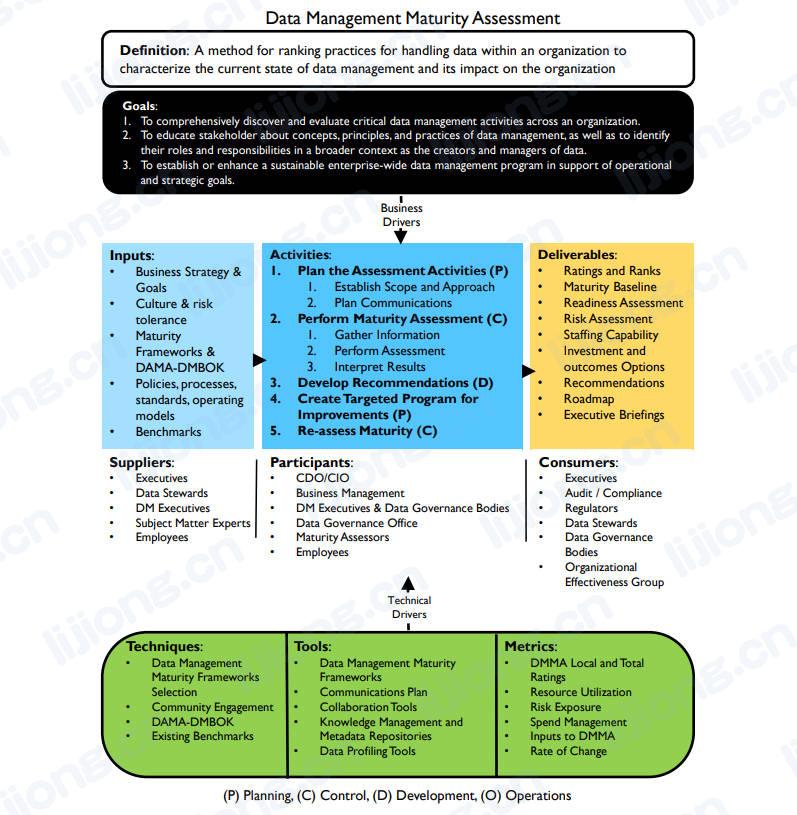 Data Management Maturity Assessment
Definition: A method for ranking practices for handling data within an organization to
characterize the current state of data management and its impact on the organization
Goals:
1. To comprehensively discover and evaluate critical data management activities across an organization.
2. To educate stakeholder about concepts, principles, and practices of data management, as well as to identify
their roles and responsibilities in a broader context as the creators and managers of data.
3. To establish or enhance a sustainable enterprise-wide data management program in support of operational
and strategic goals.
Business
Drivers
Inputs:
• Business Strategy &
Goals
• Culture & risk
tolerance
• Maturity
Frameworks &
DAMA-DMBOK
• Policies, processes,
standards, operating
models
• Benchmarks
Activities:
1. Plan the Assessment Activities (P)
1. Establish Scope and Approach
2. Plan Communications
2. Perform Maturity Assessment (C)
1. Gather Information
2. Perform Assessment
3. Interpret Results
3. Develop Recommendations (D)
4. Create Targeted Program for
Improvements (P)
5. Re-assess Maturity (C)
Deliverables:
• Ratings and Ranks
• Maturity Baseline
• Readiness Assessment
• Risk Assessment
• Staffing Capability
• Investment and
outcomes Options
• Recommendations
• Roadmap
• Executive Briefings
Suppliers:
• Executives
• Data Stewards
• DM Executives
• Subject Matter Experts
• Employees
Participants:
• CDO/CIO
• Business Management
• DM Executives & Data Governance Bodies
• Data Governance Office
• Maturity Assessors
• Employees
Consumers:
• Executives
• Audit / Compliance
• Regulators
• Data Stewards
• Data Governance
Bodies
• Organizational
Effectiveness Group
Technical
Drivers
Techniques:
• Data Management
Maturity Frameworks
Selection
• Community Engagement
• DAMA-DMBOK
• Existing Benchmarks
Tools:
• Data Management Maturity
Frameworks
• Communications Plan
• Collaboration Tools
• Knowledge Management and
Metadata Repositories
• Data Profiling Tools
Metrics:
• DMMA Local and Total
Ratings
• Resource Utilization
• Risk Exposure
• Spend Management
• Inputs to DMMA
• Rate of Change
(P) Planning, (C) Control, (D) Development, (O) Operations
lijiong.cn